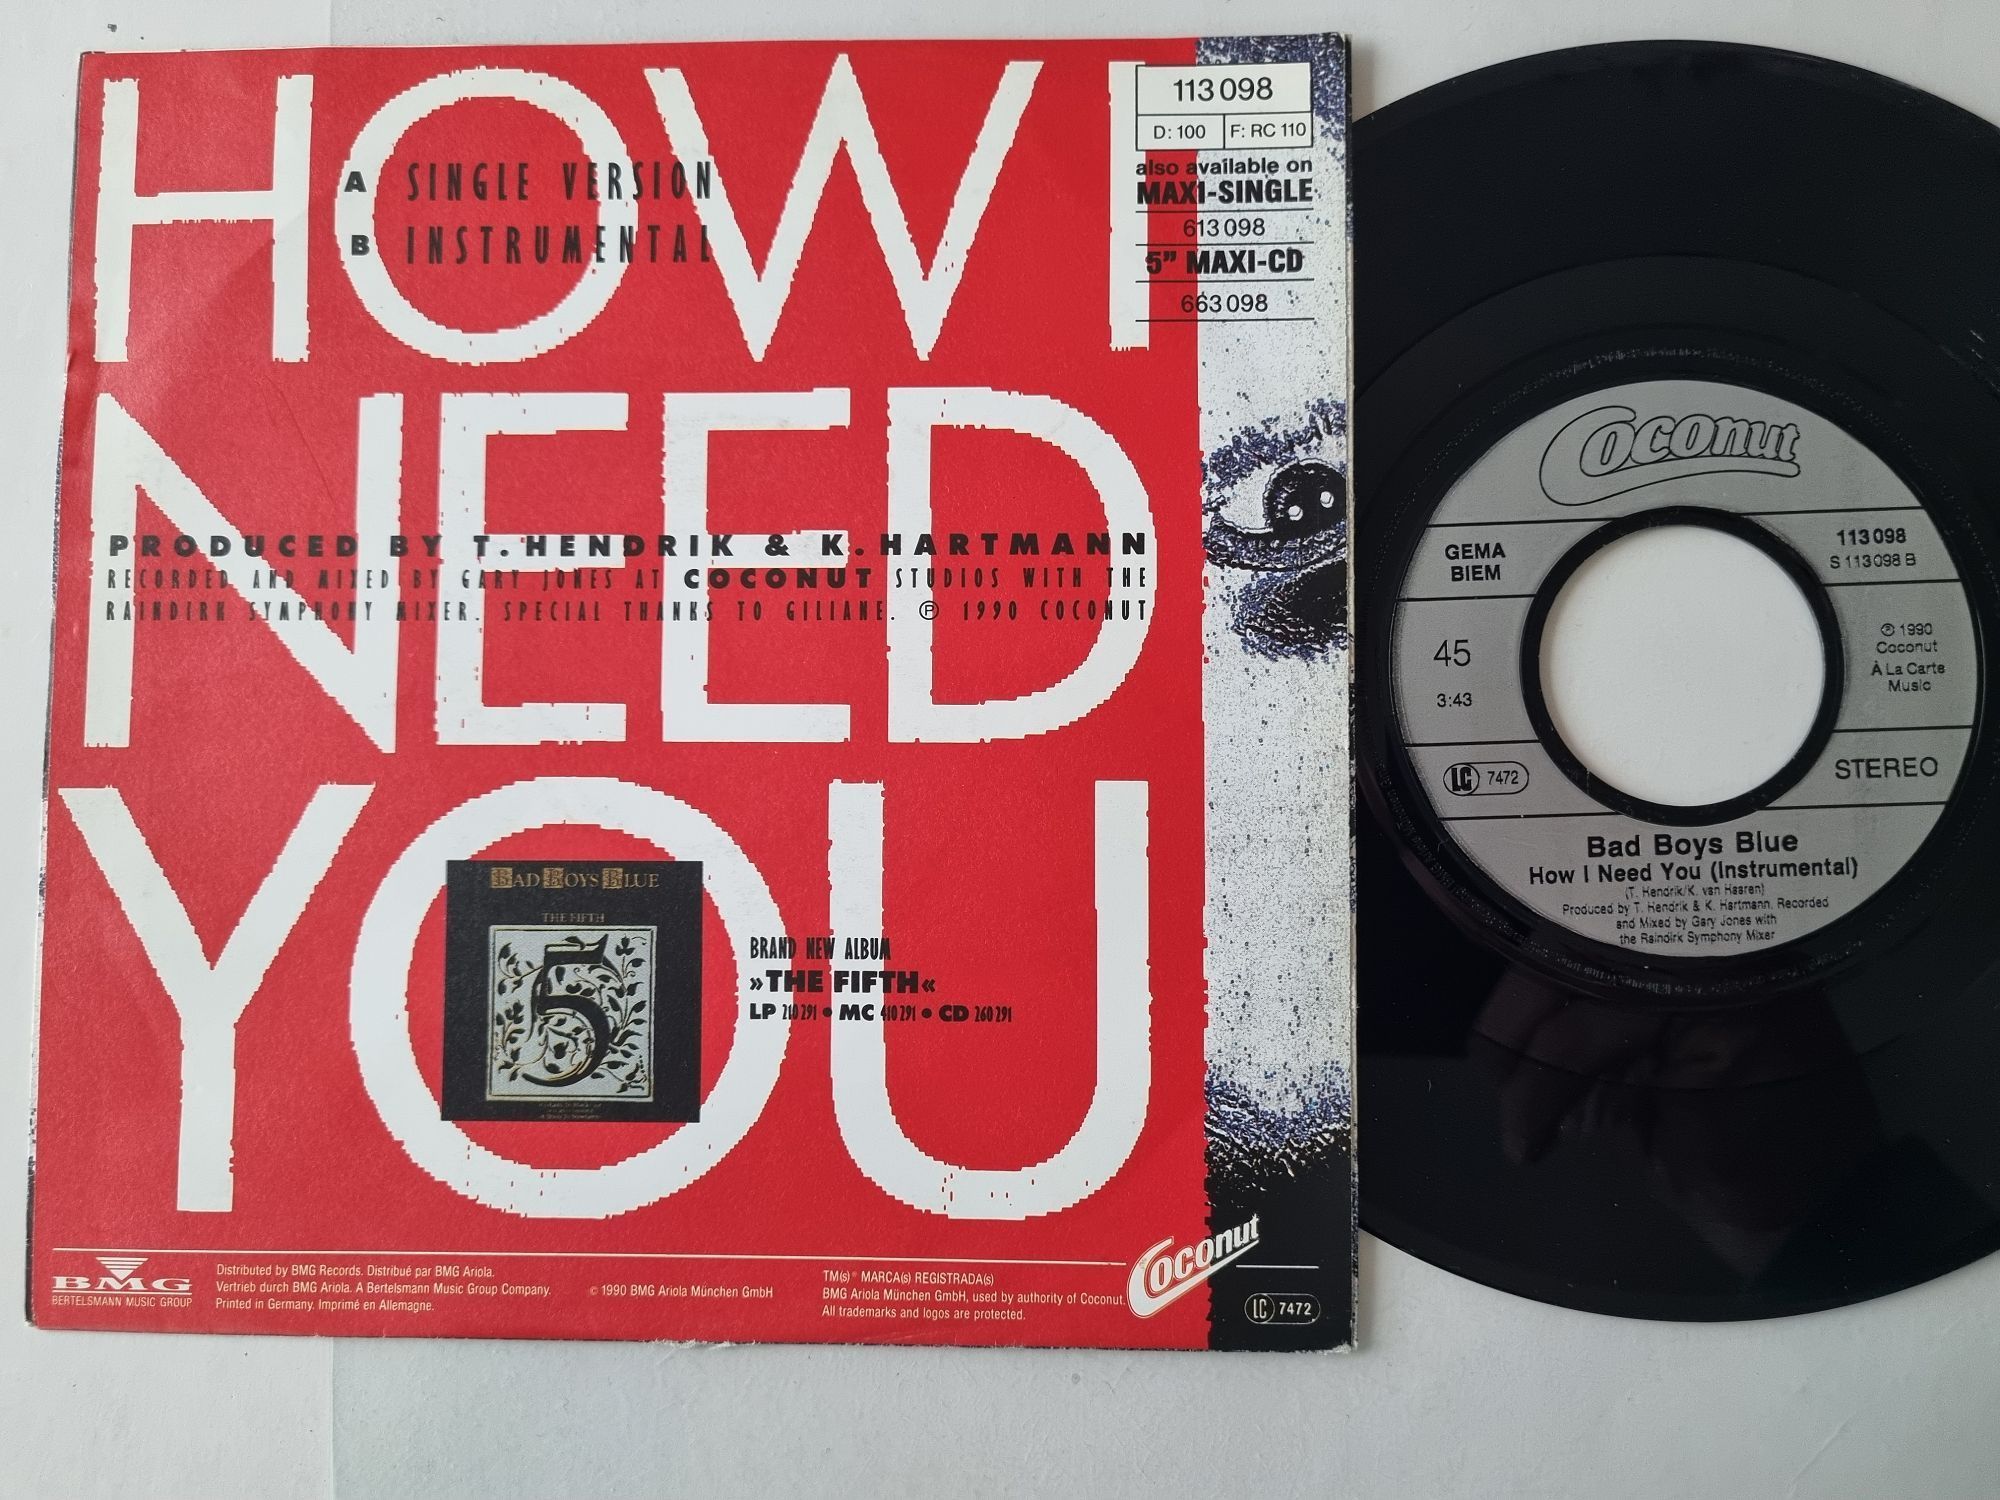 HOW I
NEED
YOU
A SINGLE VERSION
B INSTRUMENTAL
113 098
D: 100 F: RC 110
also available on
MAXI-SINGLE
613 098
5" MAXI-CD
663 098
PRODUCED BY T. HENDRIK & K. HARTMANN
RECORDED AND MIXED BY GARY JONES AT COCONUT STUDIOS WITH THE
RAINDIRK SYMPHONY MIXER. SPECIAL THANKS TO GILIANE. ℗ 1990 COCONUT
BAD BOYS BLUE
THE FIFTH
5
BRAND NEW ALBUM
»THE FIFTH«
LP 210 291 • MC 410 291 • CD 260 291
BMG
BERTELSMANN MUSIC GROUP
Distributed by BMG Records. Distribué par BMG Ariola.
Vertrieb durch BMG Ariola. A Bertelsmann Music Group Company.
Printed in Germany. Imprimé en Allemagne.
© 1990 BMG Ariola München GmbH
TM(s)® MARCA(s) REGISTRADA(s)
BMG Ariola München GmbH, used by authority of Coconut.
All trademarks and logos are protected.
Coconut
LC 7472
Coconut
GEMA
BIEM
113 098
S 113 098 B
45
3:43
℗ 1990
Coconut
À La Carte
Music
LC 7472
STEREO
Bad Boys Blue
How I Need You (Instrumental)
(T. Hendrik/K. van Haaren)
Produced by T. Hendrik & K. Hartmann. Recorded
and Mixed by Gary Jones with
the Raindirk Symphony Mixer